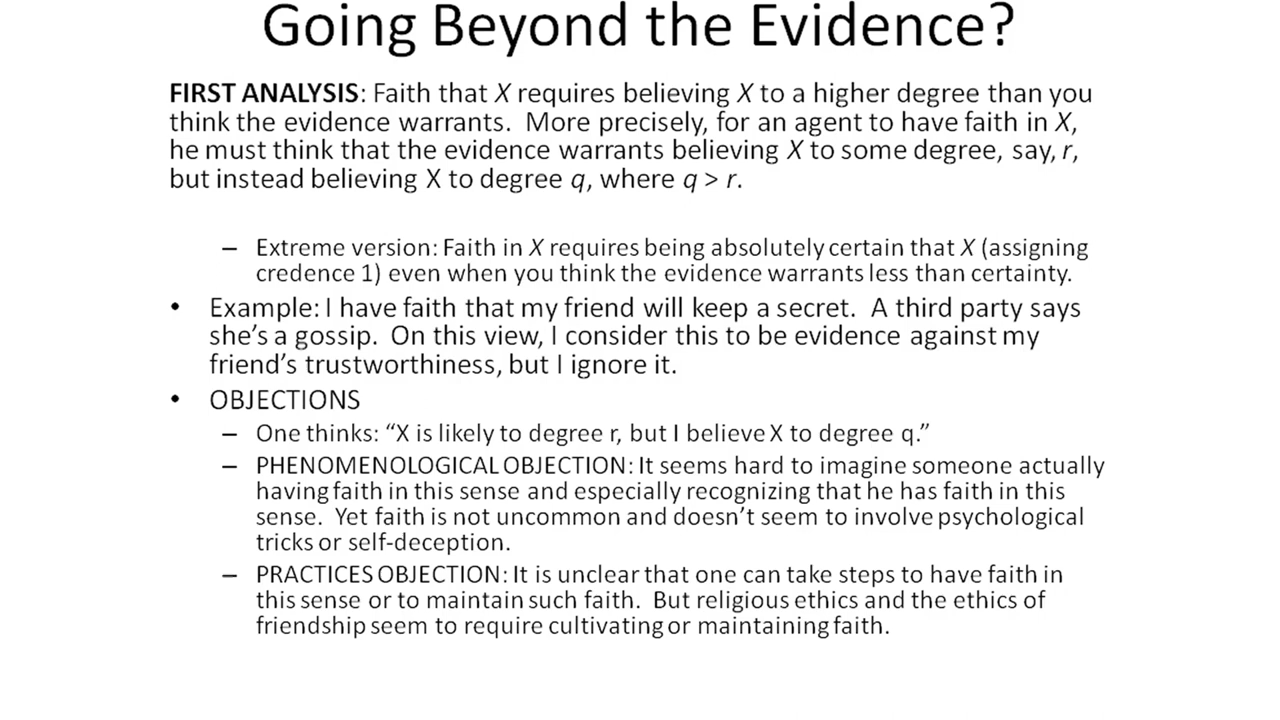 Going Beyond the Evidence?
FIRST ANALYSIS: Faith that X requires believing X to a higher degree than you
think the evidence warrants. More precisely, for an agent to have faith in X,
he must think that the evidence warrants believing X to some degree, say, r,
but instead believing X to degree q, where q > r.
– Extreme version: Faith in X requires being absolutely certain that X (assigning
credence 1) even when you think the evidence warrants less than certainty.
• Example: I have faith that my friend will keep a secret. A third party says
she's a gossip. On this view, I consider this to be evidence against my
friend's trustworthiness, but I ignore it.
• OBJECTIONS
– One thinks: “X is likely to degree r, but I believe X to degree q.”
– PHENOMENOLOGICAL OBJECTION: It seems hard to imagine someone actually
having faith in this sense and especially recognizing that he has faith in this
sense. Yet faith is not uncommon and doesn't seem to involve psychological
tricks or self-deception.
– PRACTICES OBJECTION: It is unclear that one can take steps to have faith in
this sense or to maintain such faith. But religious ethics and the ethics of
friendship seem to require cultivating or maintaining faith.